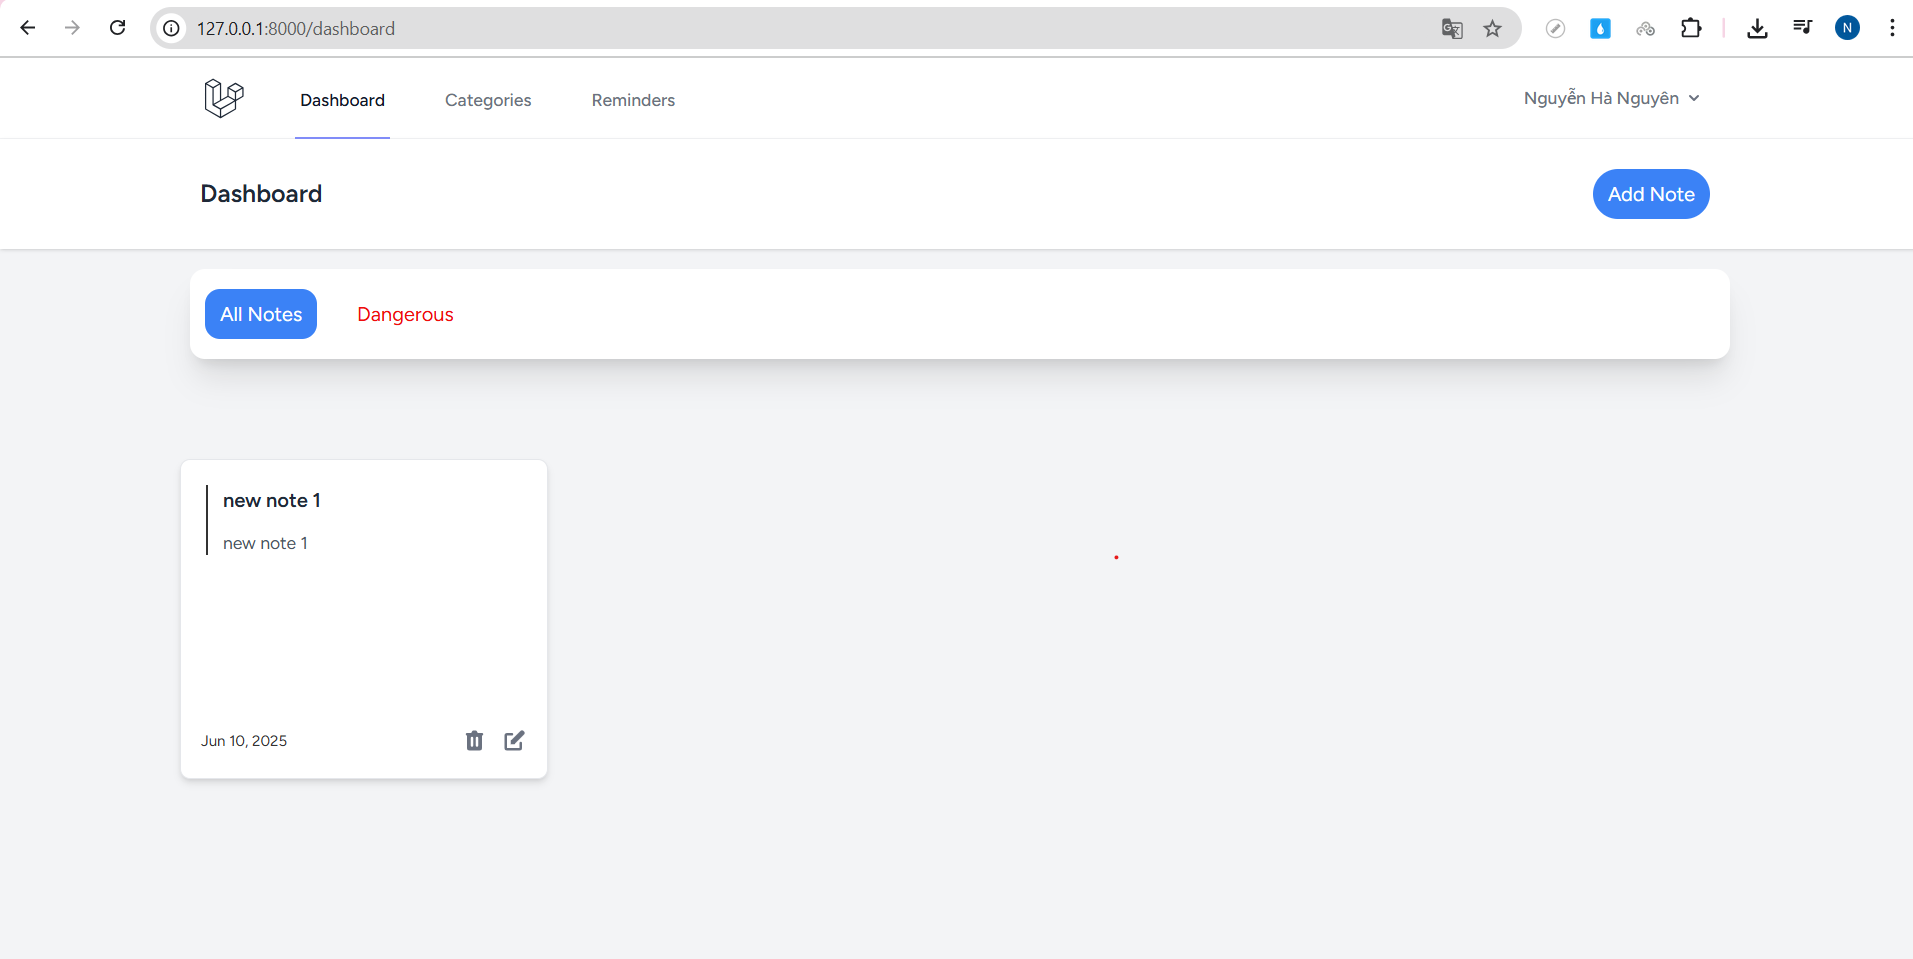 127.0.0.1:8000/dashboard
N
Dashboard Categories Reminders Nguyễn Hà Nguyên
Dashboard Add Note
All Notes Dangerous
new note 1
new note 1
Jun 10, 2025